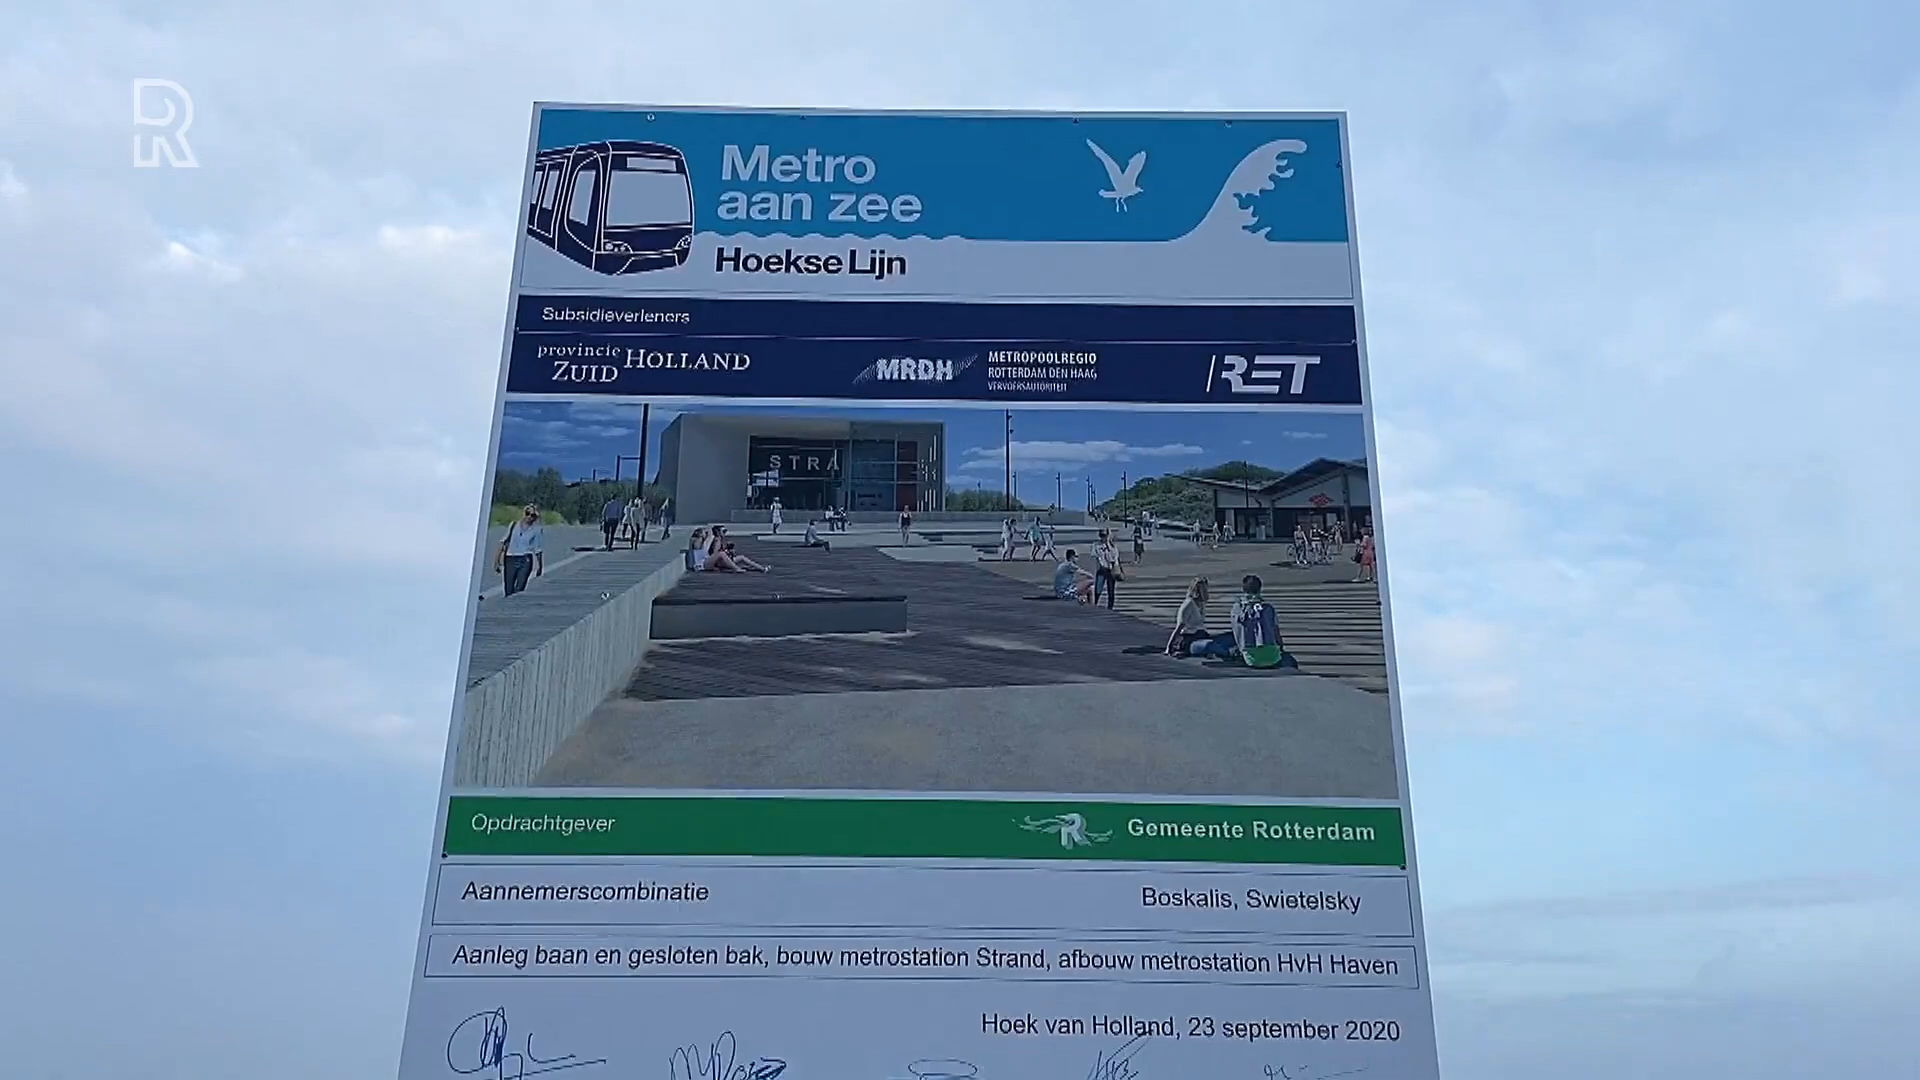 R
Metro
aan zee
Hoekse Lijn
Subsidieverleners
provincie
ZUID HOLLAND
MRDH
METROPOOLREGIO
ROTTERDAM DEN HAAG
VERVOERSAUTORITEIT
RET
STRA
Opdrachtgever
Gemeente Rotterdam
Aannemerscombinatie
Boskalis, Swietelsky
Aanleg baan en gesloten bak, bouw metrostation Strand, afbouw metrostation HvH Haven
Hoek van Holland, 23 september 2020